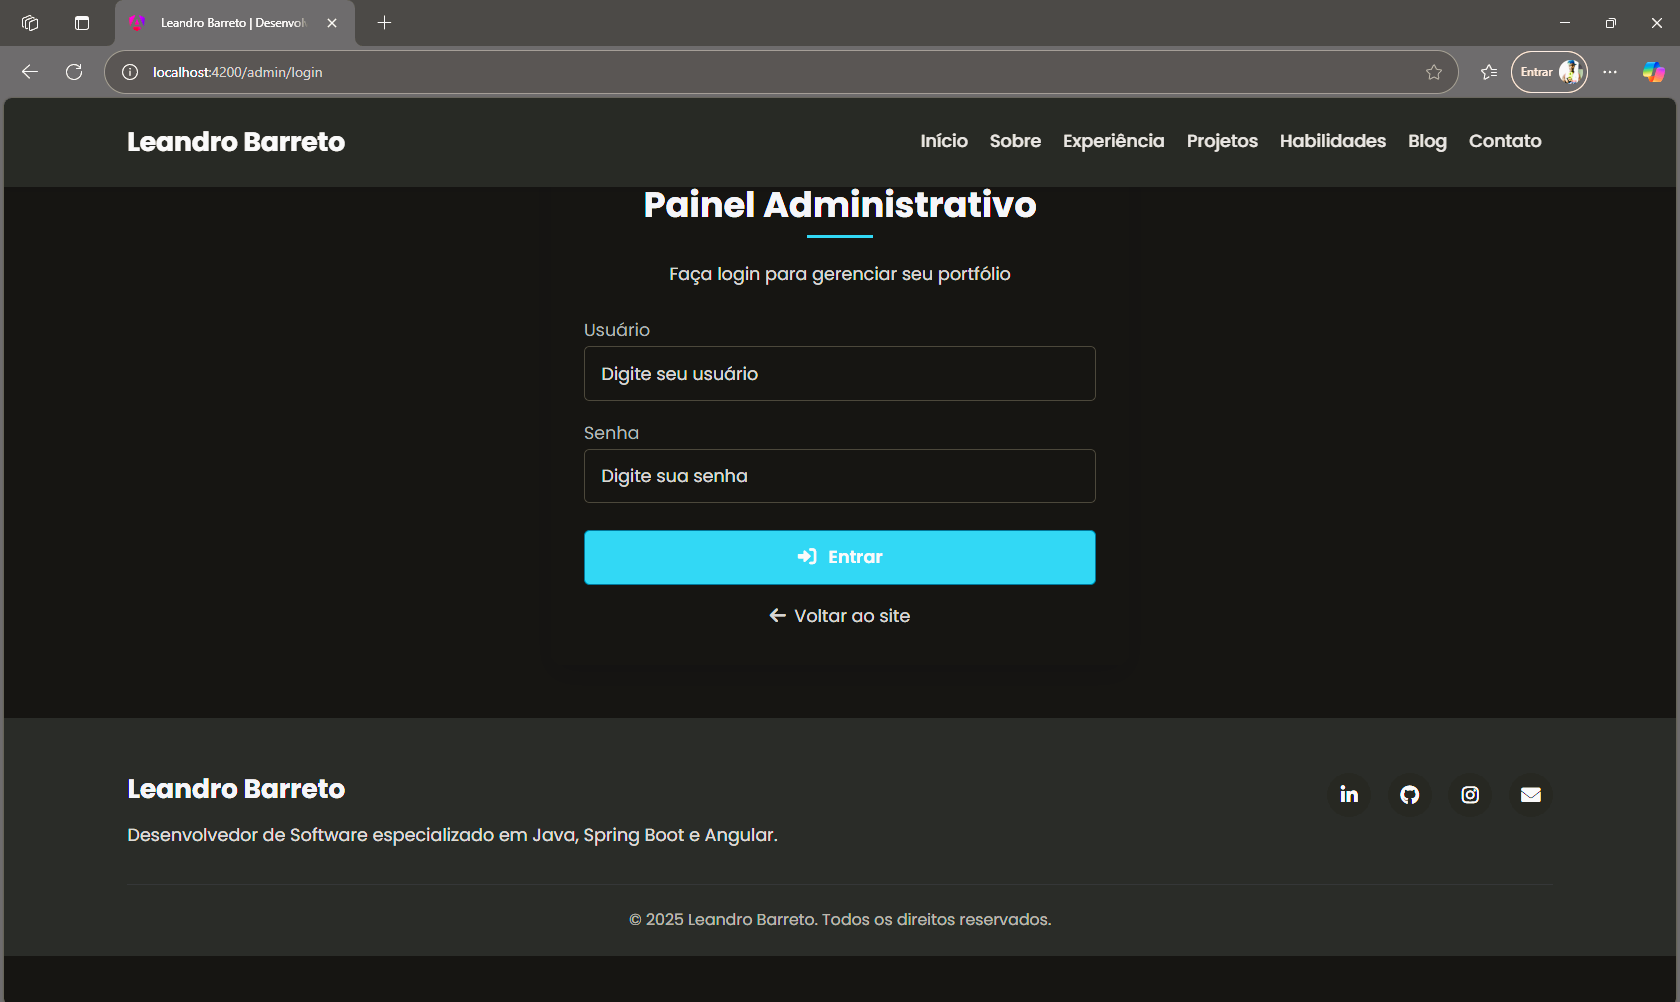 Leandro Barreto | Desenvol
localhost:4200/admin/login
Entrar
Leandro Barreto
Início Sobre Experiência Projetos Habilidades Blog Contato
Painel Administrativo
Faça login para gerenciar seu portfólio
Usuário
Digite seu usuário
Senha
Digite sua senha
Entrar
Voltar ao site
Leandro Barreto
Desenvolvedor de Software especializado em Java, Spring Boot e Angular.
© 2025 Leandro Barreto. Todos os direitos reservados.